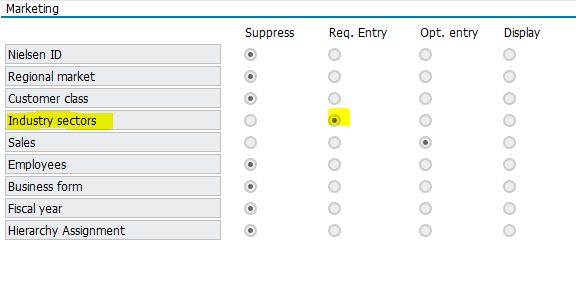 Marketing
Suppress Req. Entry Opt. entry Display
Nielsen ID
Regional market
Customer class
Industry sectors
Sales
Employees
Business form
Fiscal year
Hierarchy Assignment